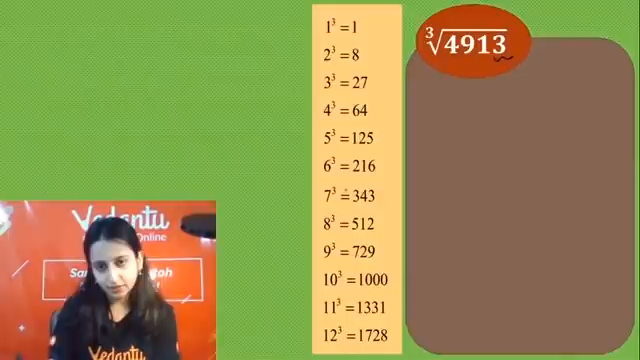 1³ = 1
2³ = 8
3³ = 27
4³ = 64
5³ = 125
6³ = 216
7³ = 343
8³ = 512
9³ = 729
10³ = 1000
11³ = 1331
12³ = 1728
∛4913
Vedantu
Online
Vedantu